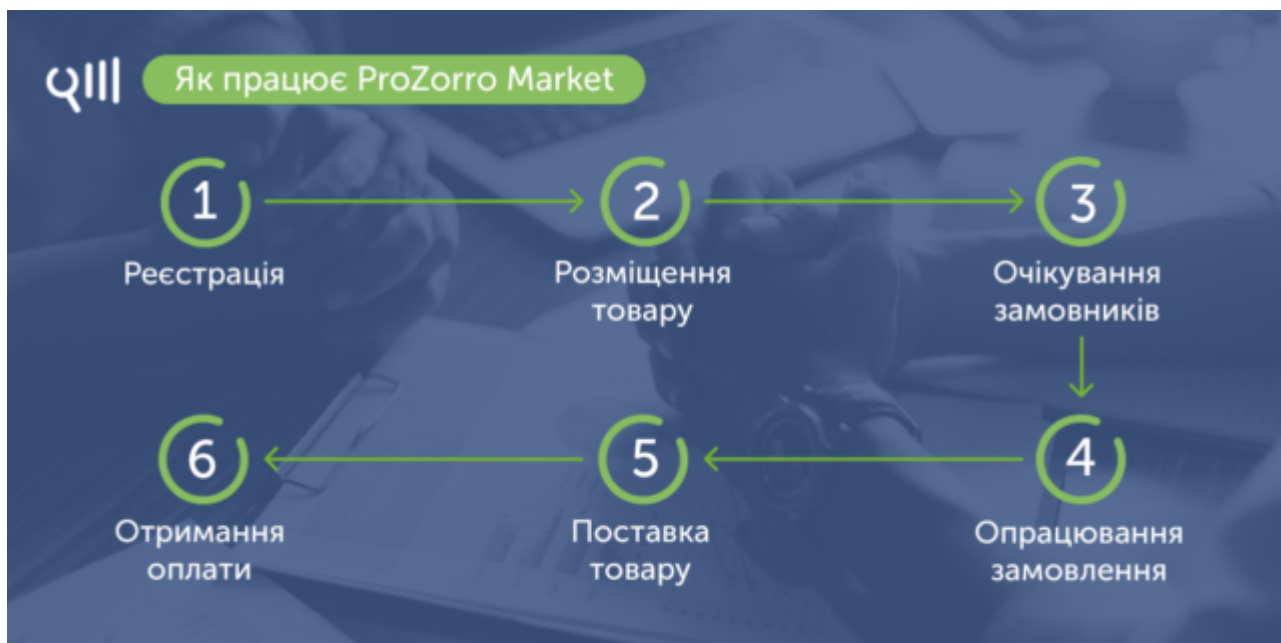 Як працює ProZorro Market
1
2
3
Реєстрація
Розміщення
товару
Очікування
замовників
6
5
4
Отримання
оплати
Поставка
товару
Опрацювання
замовлення